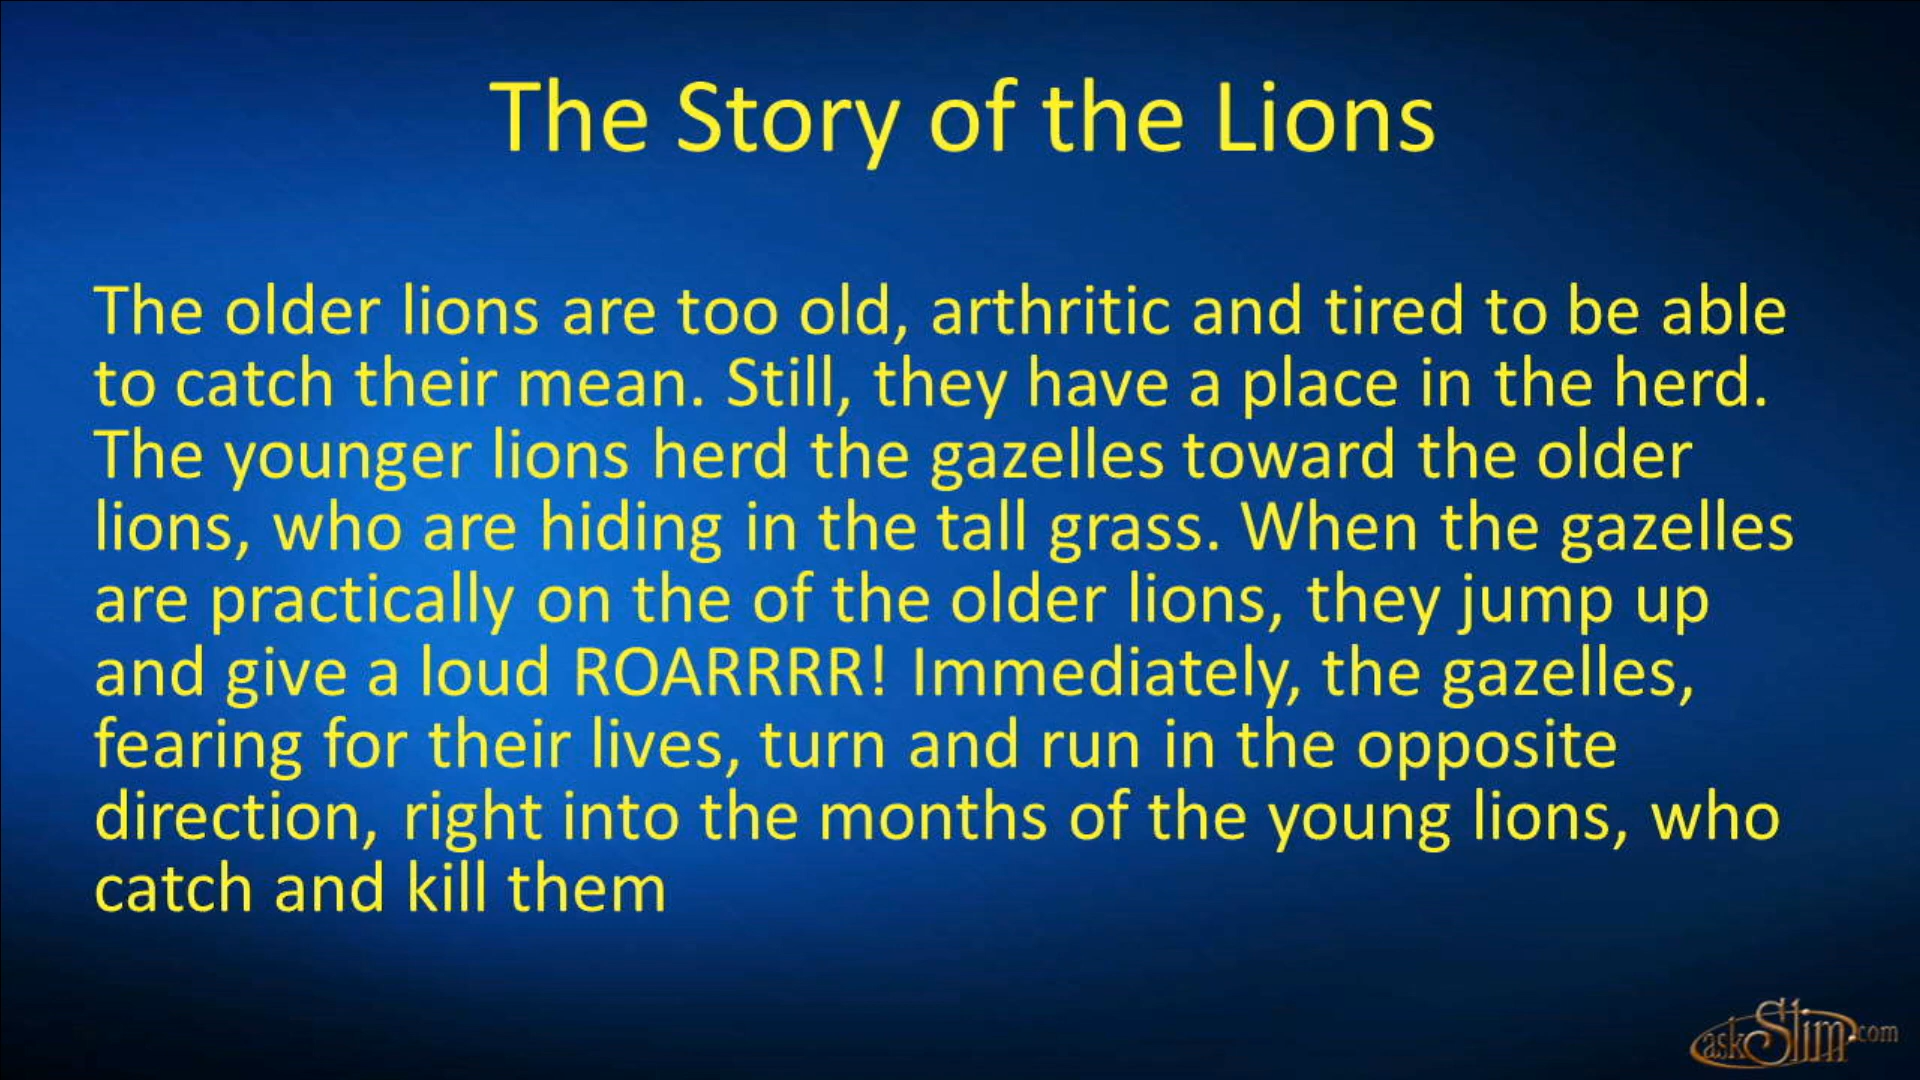 The Story of the Lions
The older lions are too old, arthritic and tired to be able
to catch their mean. Still, they have a place in the herd.
The younger lions herd the gazelles toward the older
lions, who are hiding in the tall grass. When the gazelles
are practically on the of the older lions, they jump up
and give a loud ROARRRR! Immediately, the gazelles,
fearing for their lives, turn and run in the opposite
direction, right into the months of the young lions, who
catch and kill them
askSlim.com